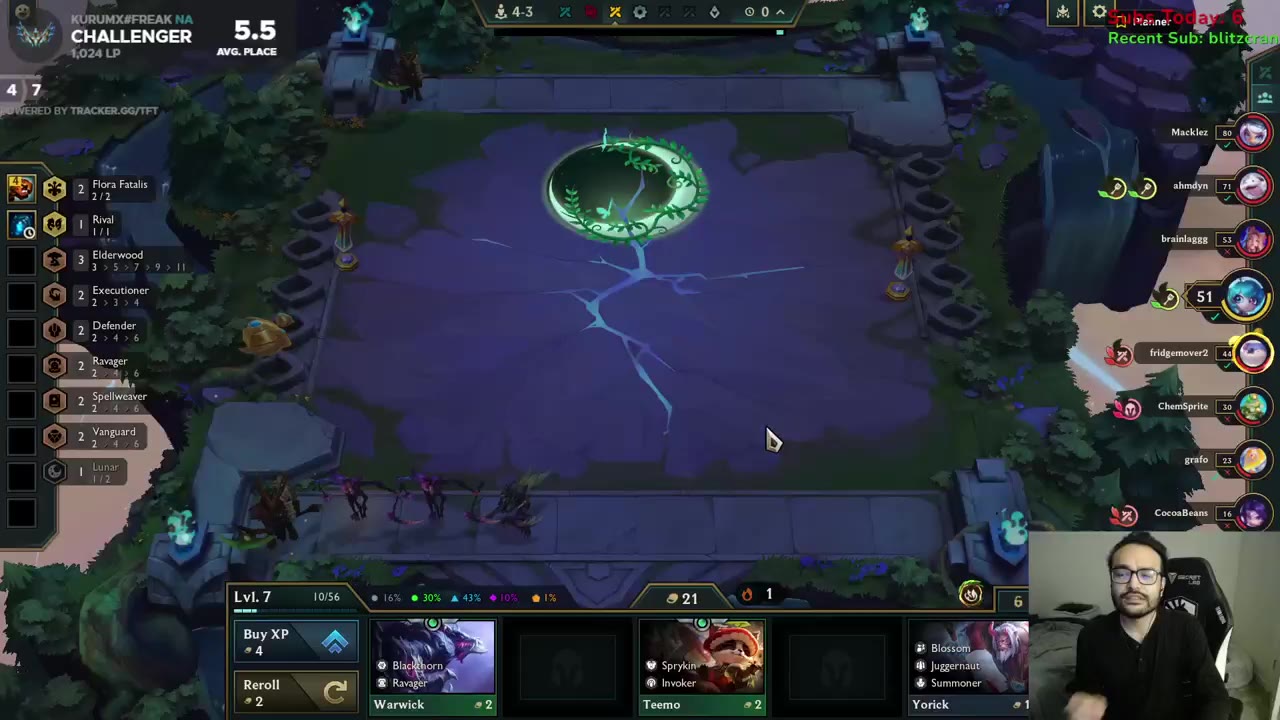 KURUMX#FREAK NA
CHALLENGER
1,024 LP
5.5
AVG. PLACE
4 7
POWERED BY TRACKER.GG/TFT
4-3
0
Planner
Subs Today: 6
Recent Sub: blitzcran
4
2 Flora Fatalis
2 / 2
1 Rival
1 / 1
3 Elderwood
3 > 5 > 7 > 9 > 11
2 Executioner
2 > 3 > 4
2 Defender
2 > 4 > 6
2 Ravager
2 > 4 > 6
2 Spellweaver
2 > 4 > 6
2 Vanguard
2 > 4 > 6
1 Lunar
1 / 2
Macklez 80
ahmdyn 71
brainlaggg 53
51
fridgemover2 44
ChemSprite 30
grafo 23
CocoaBeans 16
SECRETLAB
Lvl. 7 10/56
16% 30% 43% 10% 1%
21
1
6
Buy XP
4
Reroll
2
Blackthorn
Ravager
Warwick 2
Sprykin
Invoker
Teemo 2
Blossom
Juggernaut
Summoner
Yorick 1